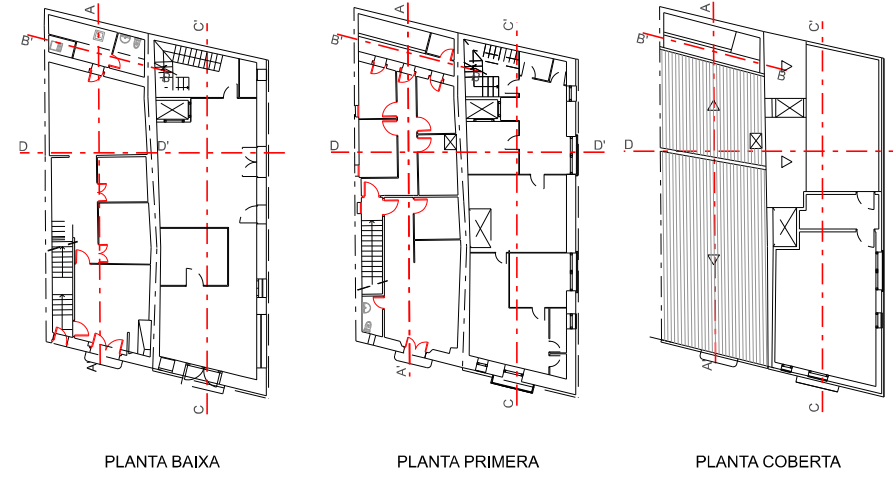 A
C'
B'
B
D
D'
A'
C
PLANTA BAIXA
A
C'
B'
B
D
D'
A'
C
PLANTA PRIMERA
A
C'
B'
B
D
A'
C
PLANTA COBERTA